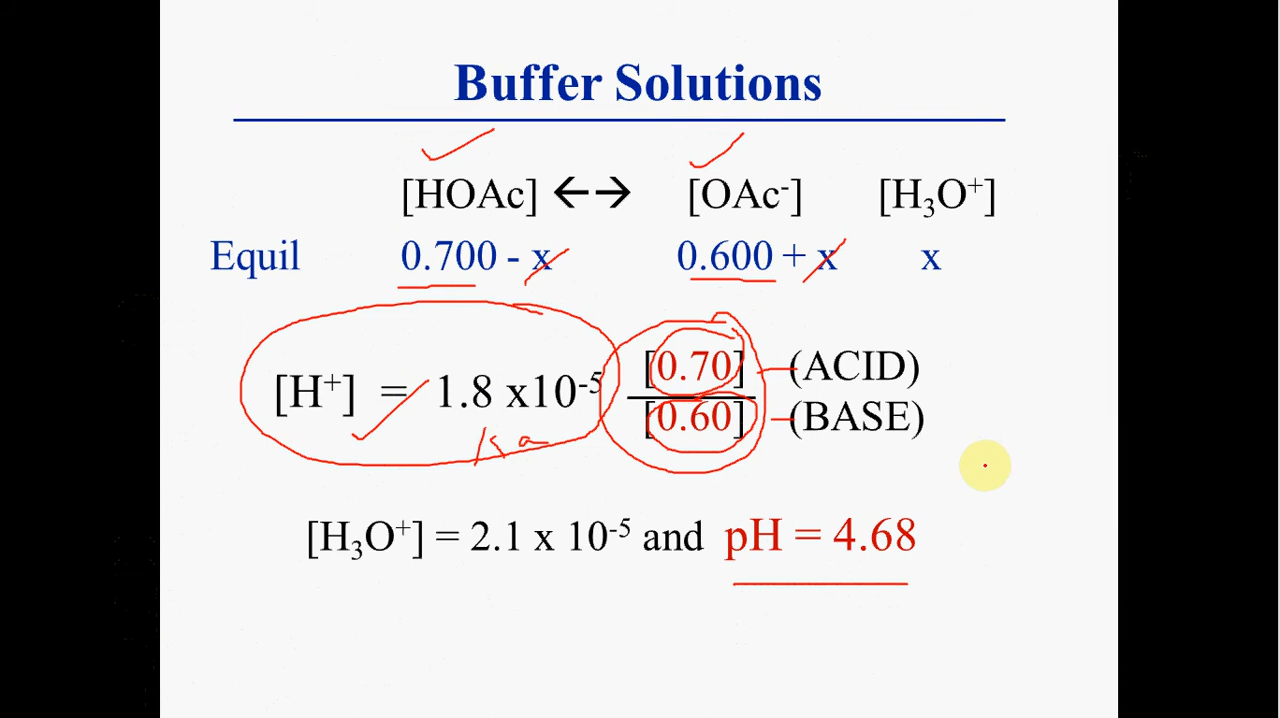 Buffer Solutions
[HOAc] ←→ [OAc⁻] [H₃O⁺]
Equil 0.700 - x 0.600 + x x
[H⁺] = 1.8 x10⁻⁵ [0.70] (ACID)
[0.60] (BASE)
Ka
[H₃O⁺] = 2.1 x 10⁻⁵ and pH = 4.68